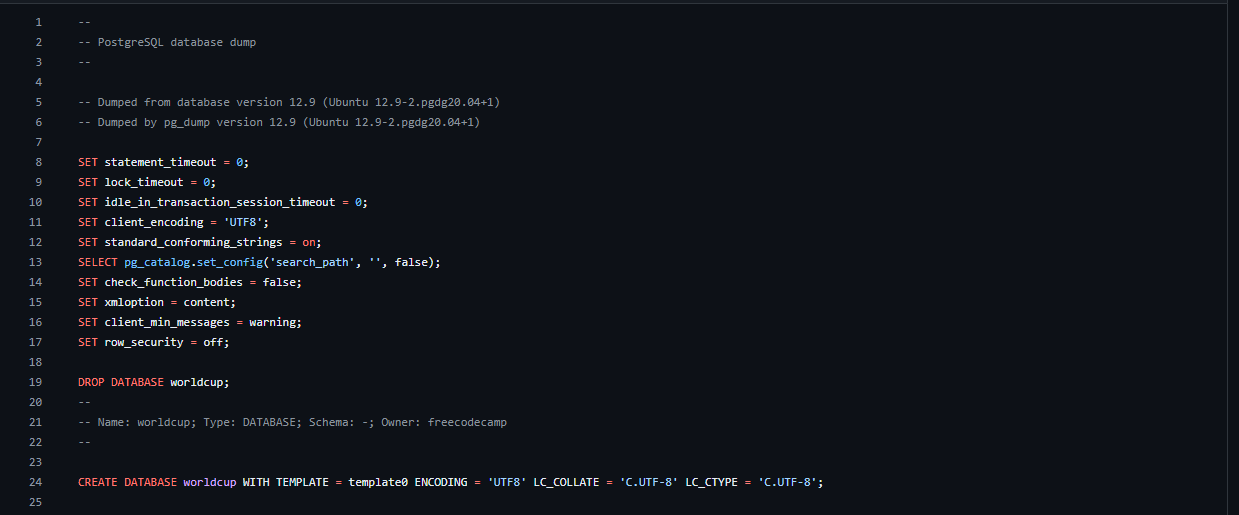 1 --
2 -- PostgreSQL database dump
3 --
4
5 -- Dumped from database version 12.9 (Ubuntu 12.9-2.pgdg20.04+1)
6 -- Dumped by pg_dump version 12.9 (Ubuntu 12.9-2.pgdg20.04+1)
7
8 SET statement_timeout = 0;
9 SET lock_timeout = 0;
10 SET idle_in_transaction_session_timeout = 0;
11 SET client_encoding = 'UTF8';
12 SET standard_conforming_strings = on;
13 SELECT pg_catalog.set_config('search_path', '', false);
14 SET check_function_bodies = false;
15 SET xmloption = content;
16 SET client_min_messages = warning;
17 SET row_security = off;
18
19 DROP DATABASE worldcup;
20 --
21 -- Name: worldcup; Type: DATABASE; Schema: -; Owner: freecodecamp
22 --
23
24 CREATE DATABASE worldcup WITH TEMPLATE = template0 ENCODING = 'UTF8' LC_COLLATE = 'C.UTF-8' LC_CTYPE = 'C.UTF-8';
25